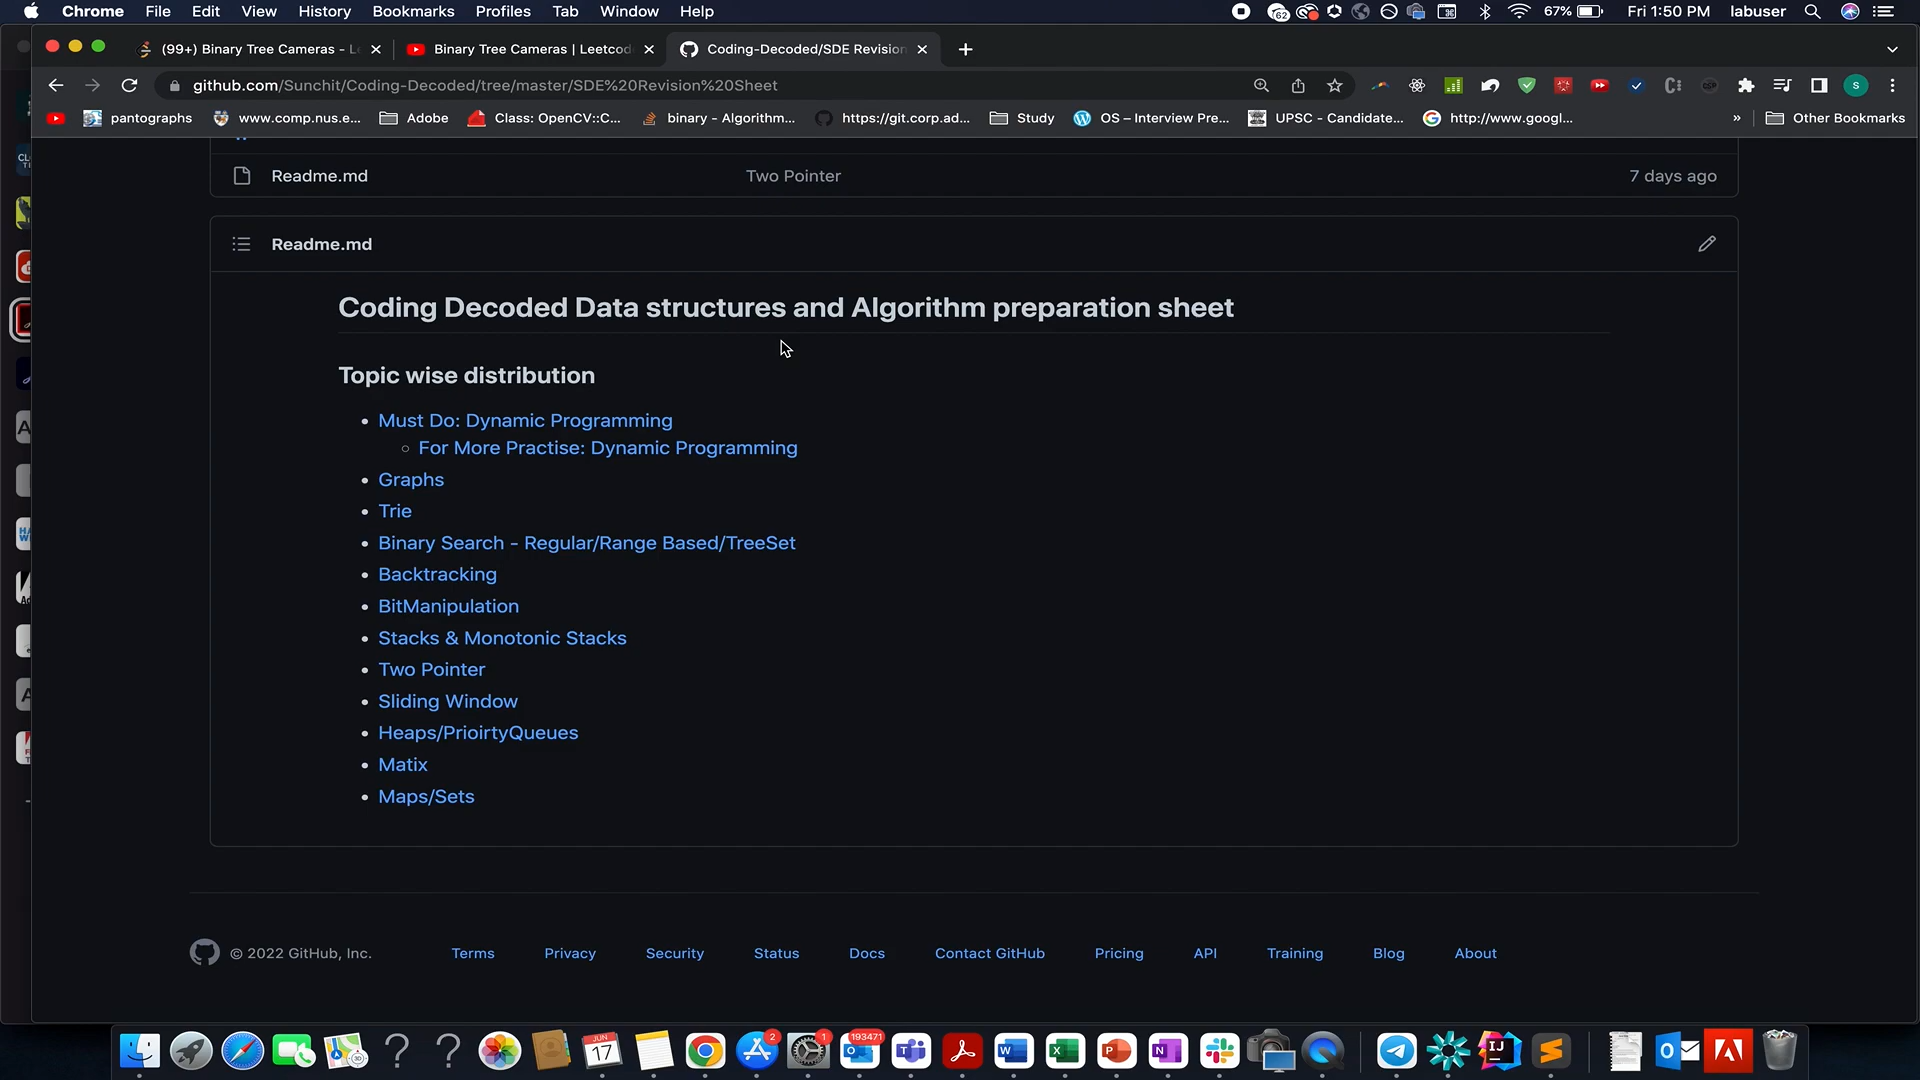 Chrome File Edit View History Bookmarks Profiles Tab Window Help 62 67% Fri 1:50 PM labuser
(99+) Binary Tree Cameras - L
Binary Tree Cameras | Leetcod
Coding-Decoded/SDE Revision
github.com/Sunchit/Coding-Decoded/tree/master/SDE%20Revision%20Sheet
S
pantographs www.comp.nus.e... Adobe Class: OpenCV::C... binary - Algorithm... https://git.corp.ad... Study OS – Interview Pre... UPSC - Candidate... http://www.googl... » Other Bookmarks
Readme.md Two Pointer 7 days ago
Readme.md
Coding Decoded Data structures and Algorithm preparation sheet
Topic wise distribution
Must Do: Dynamic Programming
For More Practise: Dynamic Programming
Graphs
Trie
Binary Search - Regular/Range Based/TreeSet
Backtracking
BitManipulation
Stacks & Monotonic Stacks
Two Pointer
Sliding Window
Heaps/PrioirtyQueues
Matix
Maps/Sets
© 2022 GitHub, Inc. Terms Privacy Security Status Docs Contact GitHub Pricing API Training Blog About
JUN
17
2
1
193471